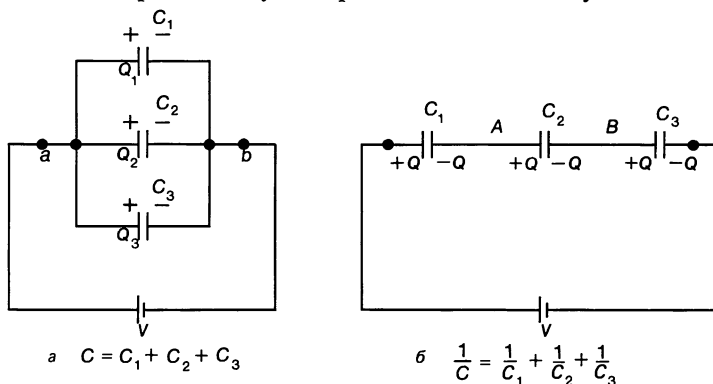 + C₁ −
Q₁
+ C₂ −
a Q₂ b
+ C₃ −
Q₃
V
а C = C₁ + C₂ + C₃
C₁ A C₂ B C₃
+Q −Q +Q −Q +Q −Q
V
б 1/C = 1/C₁ + 1/C₂ + 1/C₃